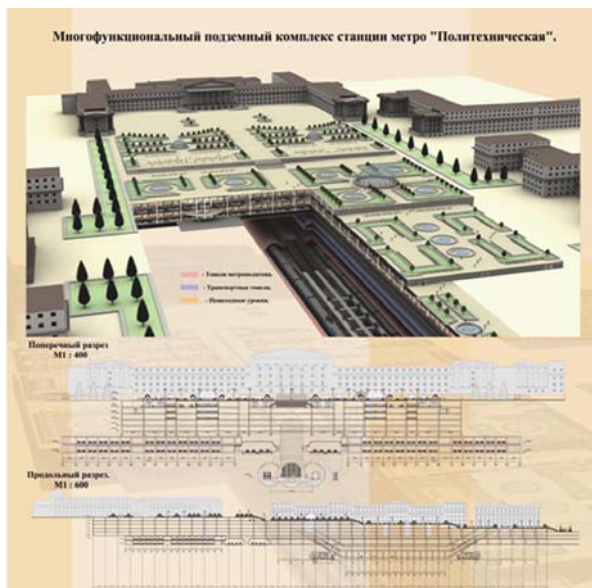 Многофункциональный подземный комплекс станции метро "Политехническая".
- Тоннели метрополитена.
- Транспортные тоннели.
- Пешеходные уровни.
Поперечный разрез
М1 : 400
Продольный разрез.
М1 : 600